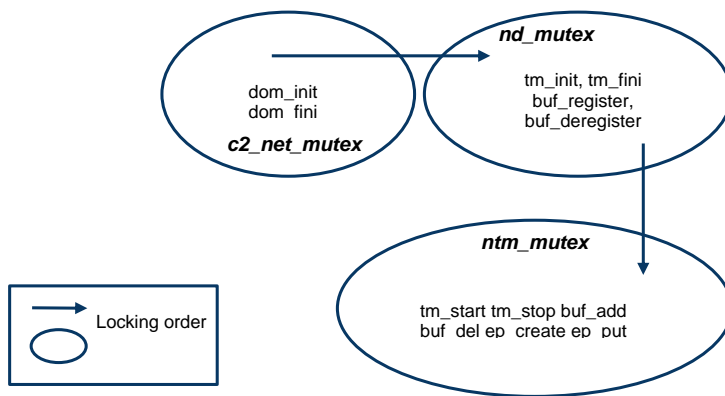 nd_mutex
dom_init
dom_fini
c2_net_mutex
tm_init, tm_fini
buf_register,
buf_deregister
ntm_mutex
tm_start tm_stop buf_add
buf_del ep_create ep_put
Locking order